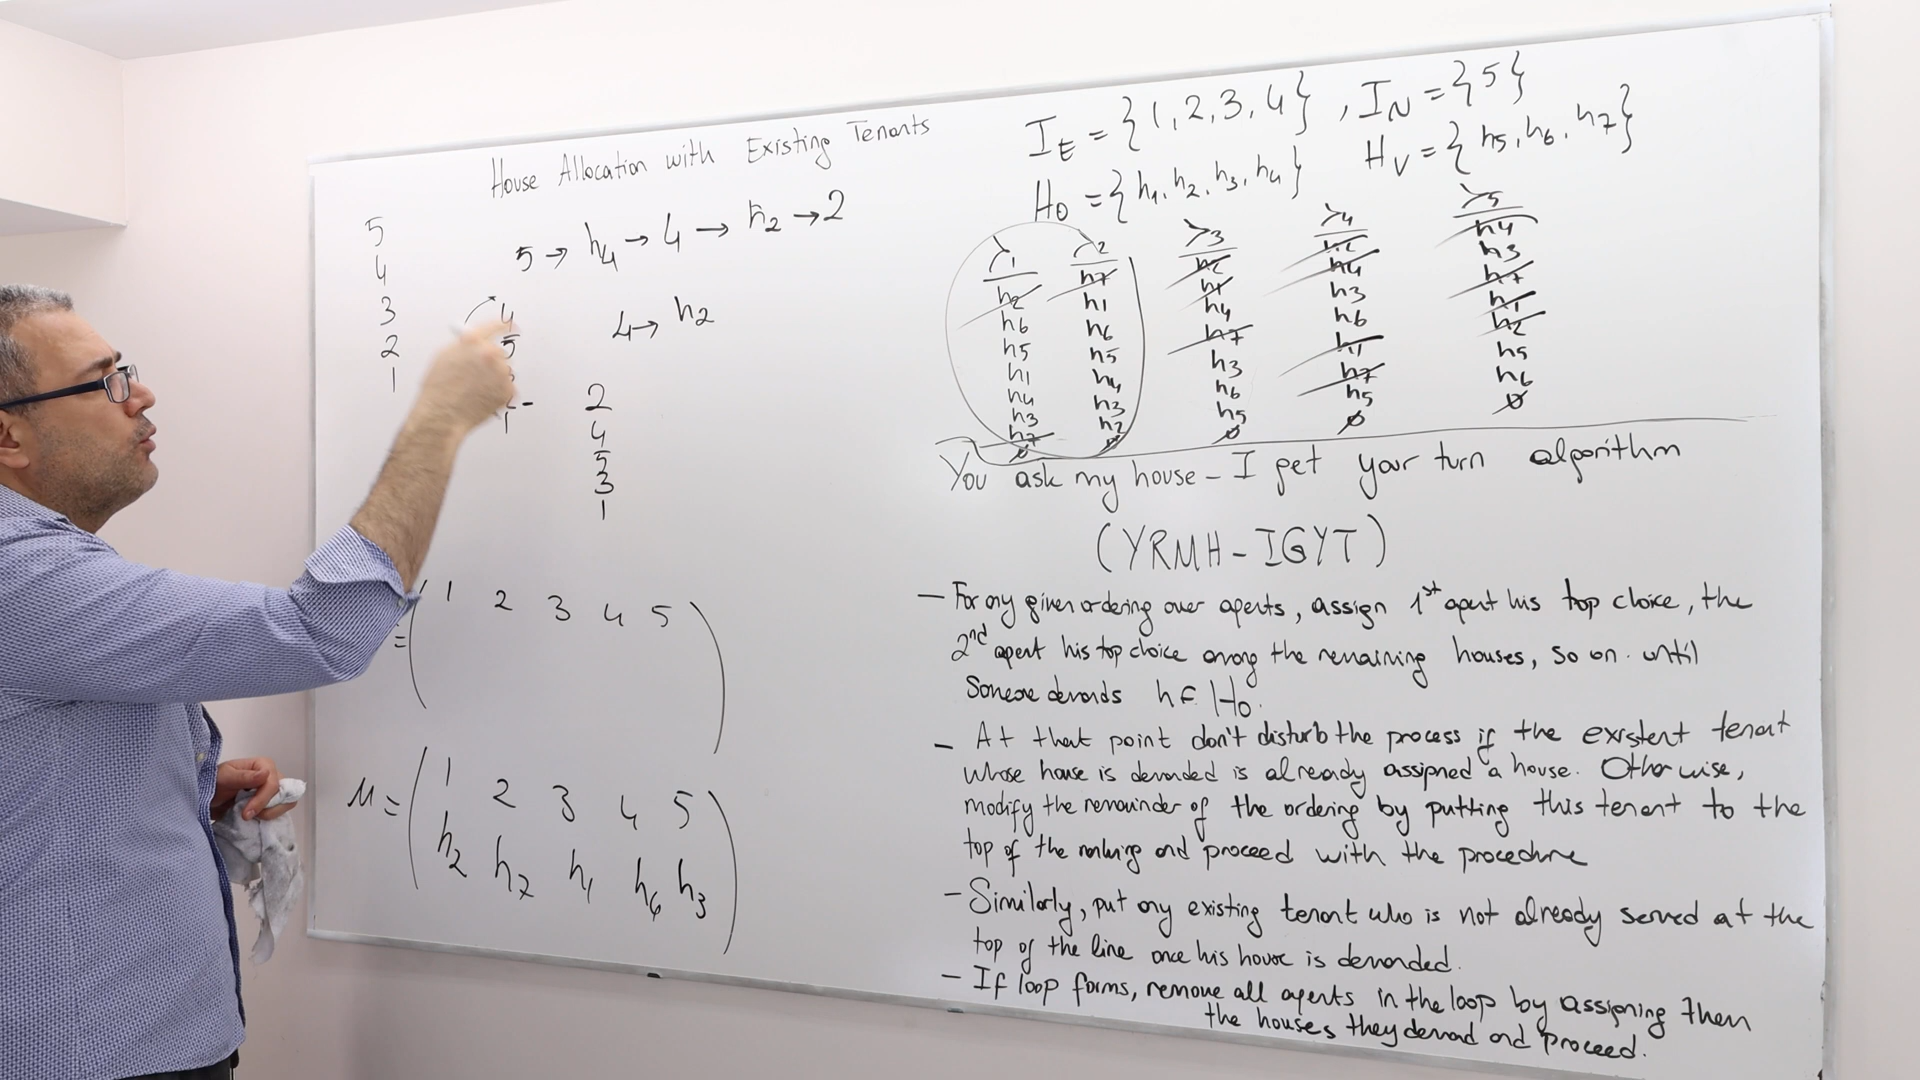 House Allocation with Existing Tenants
I_E = {1, 2, 3, 4}, I_N = {5}
H_O = {h1, h2, h3, h4} H_V = {h5, h6, h7}
5
4
3
2
1
5 → h4 → 4 → h2 → 2
4 → h2
4
5
1
2
4
5
3
1
≻1
h2
h6
h5
h1
h4
h3
h7
∅
≻2
h7
h1
h6
h5
h4
h3
h2
∅
≻3
h2
h1
h4
h7
h3
h6
h5
∅
≻4
h2
h4
h3
h6
h1
h7
h5
∅
≻5
h4
h3
h7
h1
h2
h5
h6
∅
= ( 1 2 3 4 5 )
μ = ( 1 2 3 4 5
h2 h7 h1 h6 h3 )
You ask my house - I get your turn algorithm
(YRMH-IGYT)
- For any given ordering over agents, assign 1st agent his top choice, the
2nd agent his top choice among the remaining houses, so on. until
Someone demands h ∈ H_O.
- At that point don't disturb the process if the existent tenant
whose house is demanded is already assigned a house. Otherwise,
modify the remainder of the ordering by putting this tenant to the
top of the ranking and proceed with the procedure
- Similarly, put any existing tenant who is not already served at the
top of the line once his house is demanded.
- If loop forms, remove all agents in the loop by assigning them
the houses they demand and proceed.